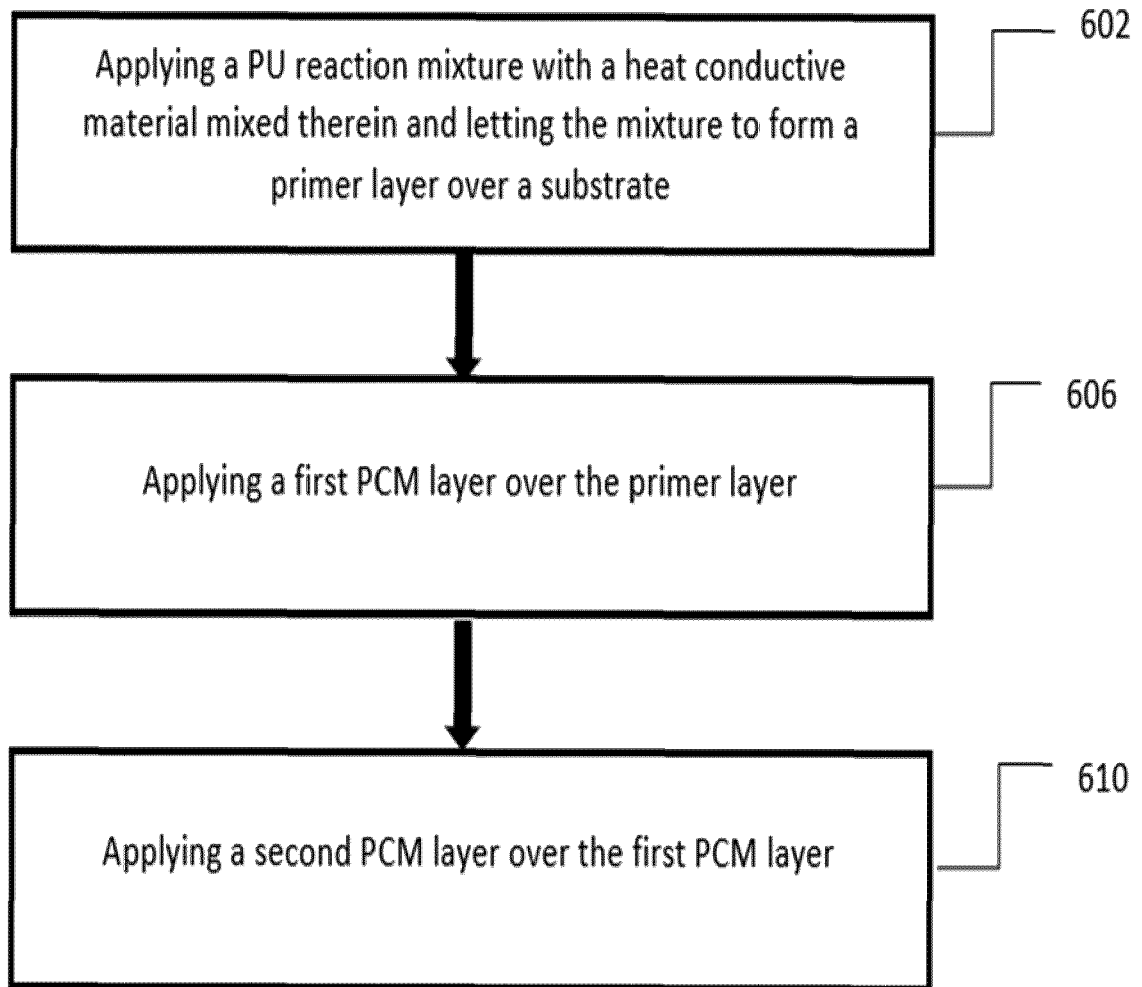 602
Applying a PU reaction mixture with a heat conductive
material mixed therein and letting the mixture to form a
primer layer over a substrate
606
Applying a first PCM layer over the primer layer
610
Applying a second PCM layer over the first PCM layer